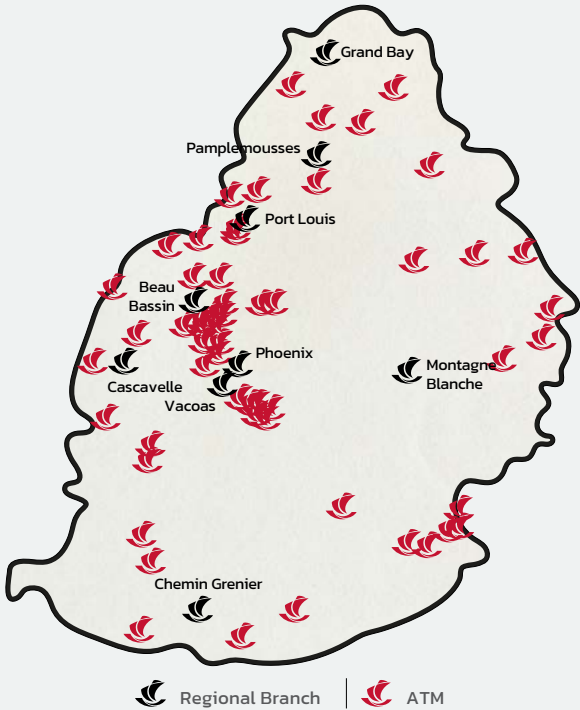 Grand Bay
Pamplemousses
Port Louis
Beau
Bassin
Phoenix
Montagne
Blanche
Cascavelle
Vacoas
Chemin Grenier
Regional Branch
ATM